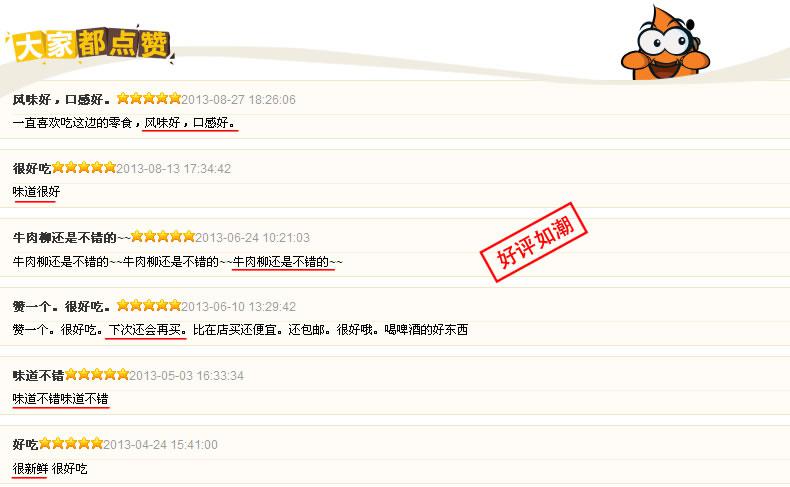 大家都点赞
风味好，口感好。2013-08-27 18:26:06
一直喜欢吃这边的零食，风味好，口感好。
很好吃2013-08-13 17:34:42
味道很好
牛肉柳还是不错的~~2013-06-24 10:21:03
好评如潮
牛肉柳还是不错的~~牛肉柳还是不错的~~牛肉柳还是不错的~~
赞一个。很好吃。2013-06-10 13:29:42
赞一个。很好吃。下次还会再买。比在店买还便宜。还包邮。很好哦。喝啤酒的好东西
味道不错2013-05-03 16:33:34
味道不错味道不错
好吃2013-04-24 15:41:00
很新鲜 很好吃